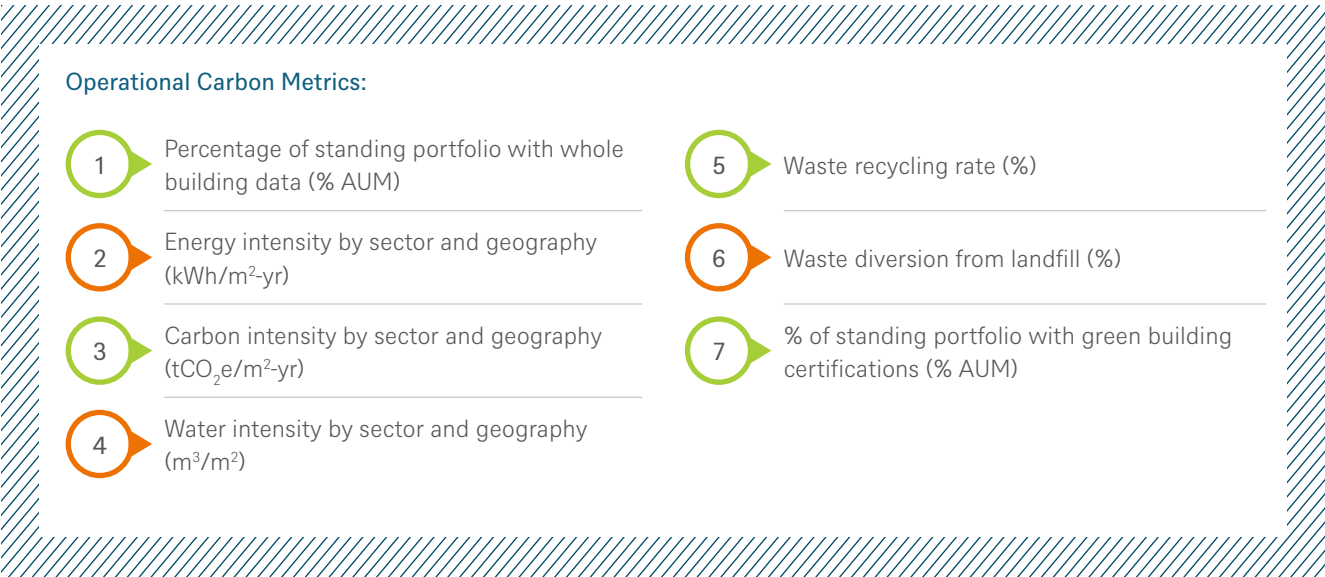 Operational Carbon Metrics:
1
Percentage of standing portfolio with whole
building data (% AUM)
2
Energy intensity by sector and geography
(kWh/m²-yr)
3
Carbon intensity by sector and geography
(tCO₂e/m²-yr)
4
Water intensity by sector and geography
(m³/m²)
5
Waste recycling rate (%)
6
Waste diversion from landfill (%)
7
% of standing portfolio with green building
certifications (% AUM)